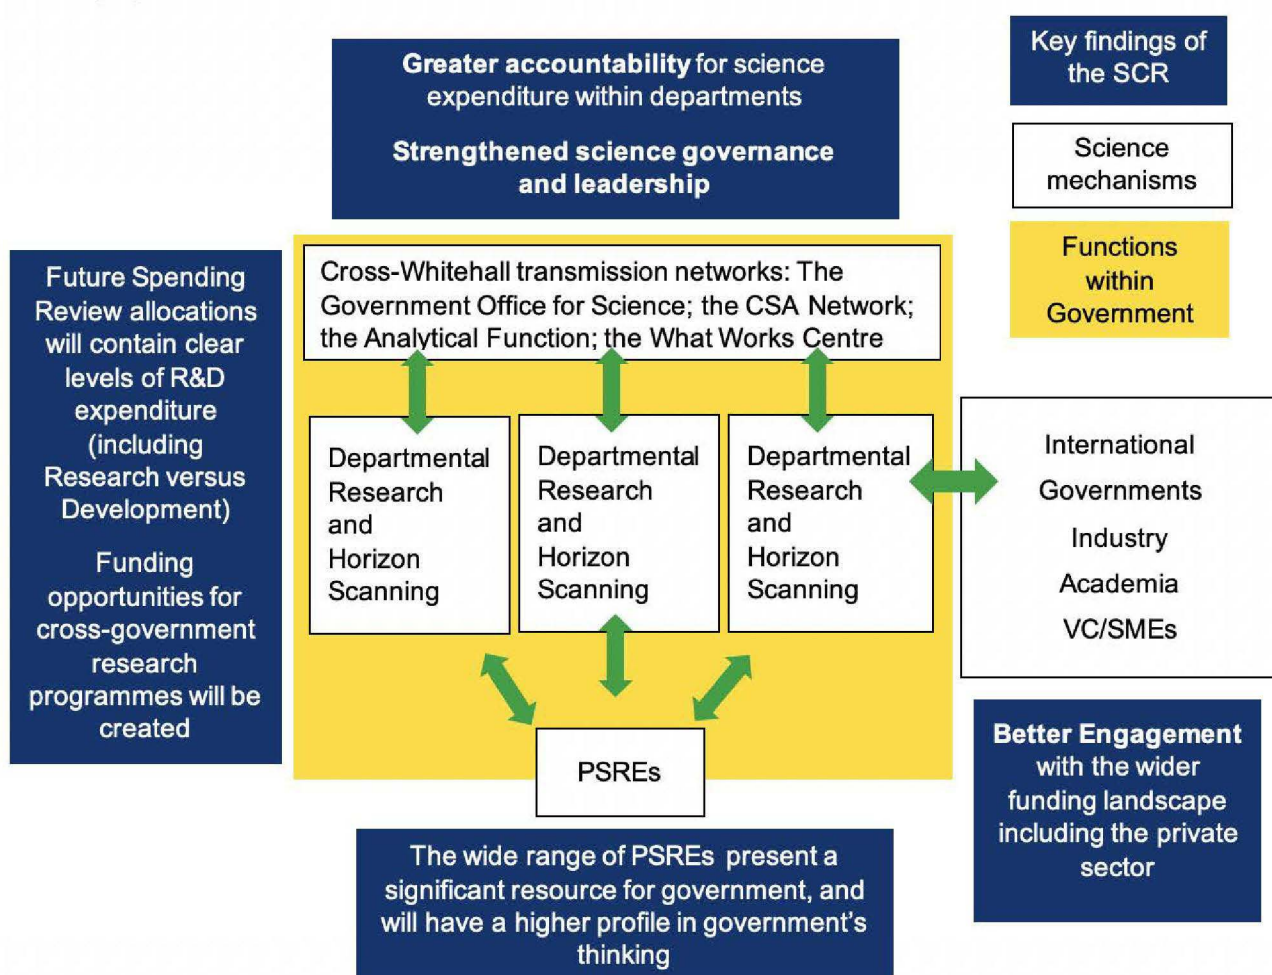 Greater accountability for science
expenditure within departments
Strengthened science governance
and leadership
Key findings of
the SCR
Science
mechanisms
Functions
within
Government
Future Spending
Review allocations
will contain clear
levels of R&D
expenditure
(including
Research versus
Development)
Funding
opportunities for
cross-government
research
programmes will be
created
Cross-Whitehall transmission networks: The
Government Office for Science; the CSA Network;
the Analytical Function; the What Works Centre
Departmental
Research
and
Horizon
Scanning
Departmental
Research
and
Horizon
Scanning
Departmental
Research and
and
Horizon
Scanning
International
Governments
Industry
Academia
VC/SMEs
PSREs
Better Engagement
with the wider
funding landscape
including the private
sector
The wide range of PSREs present a
significant resource for government, and
will have a higher profile in government's
thinking